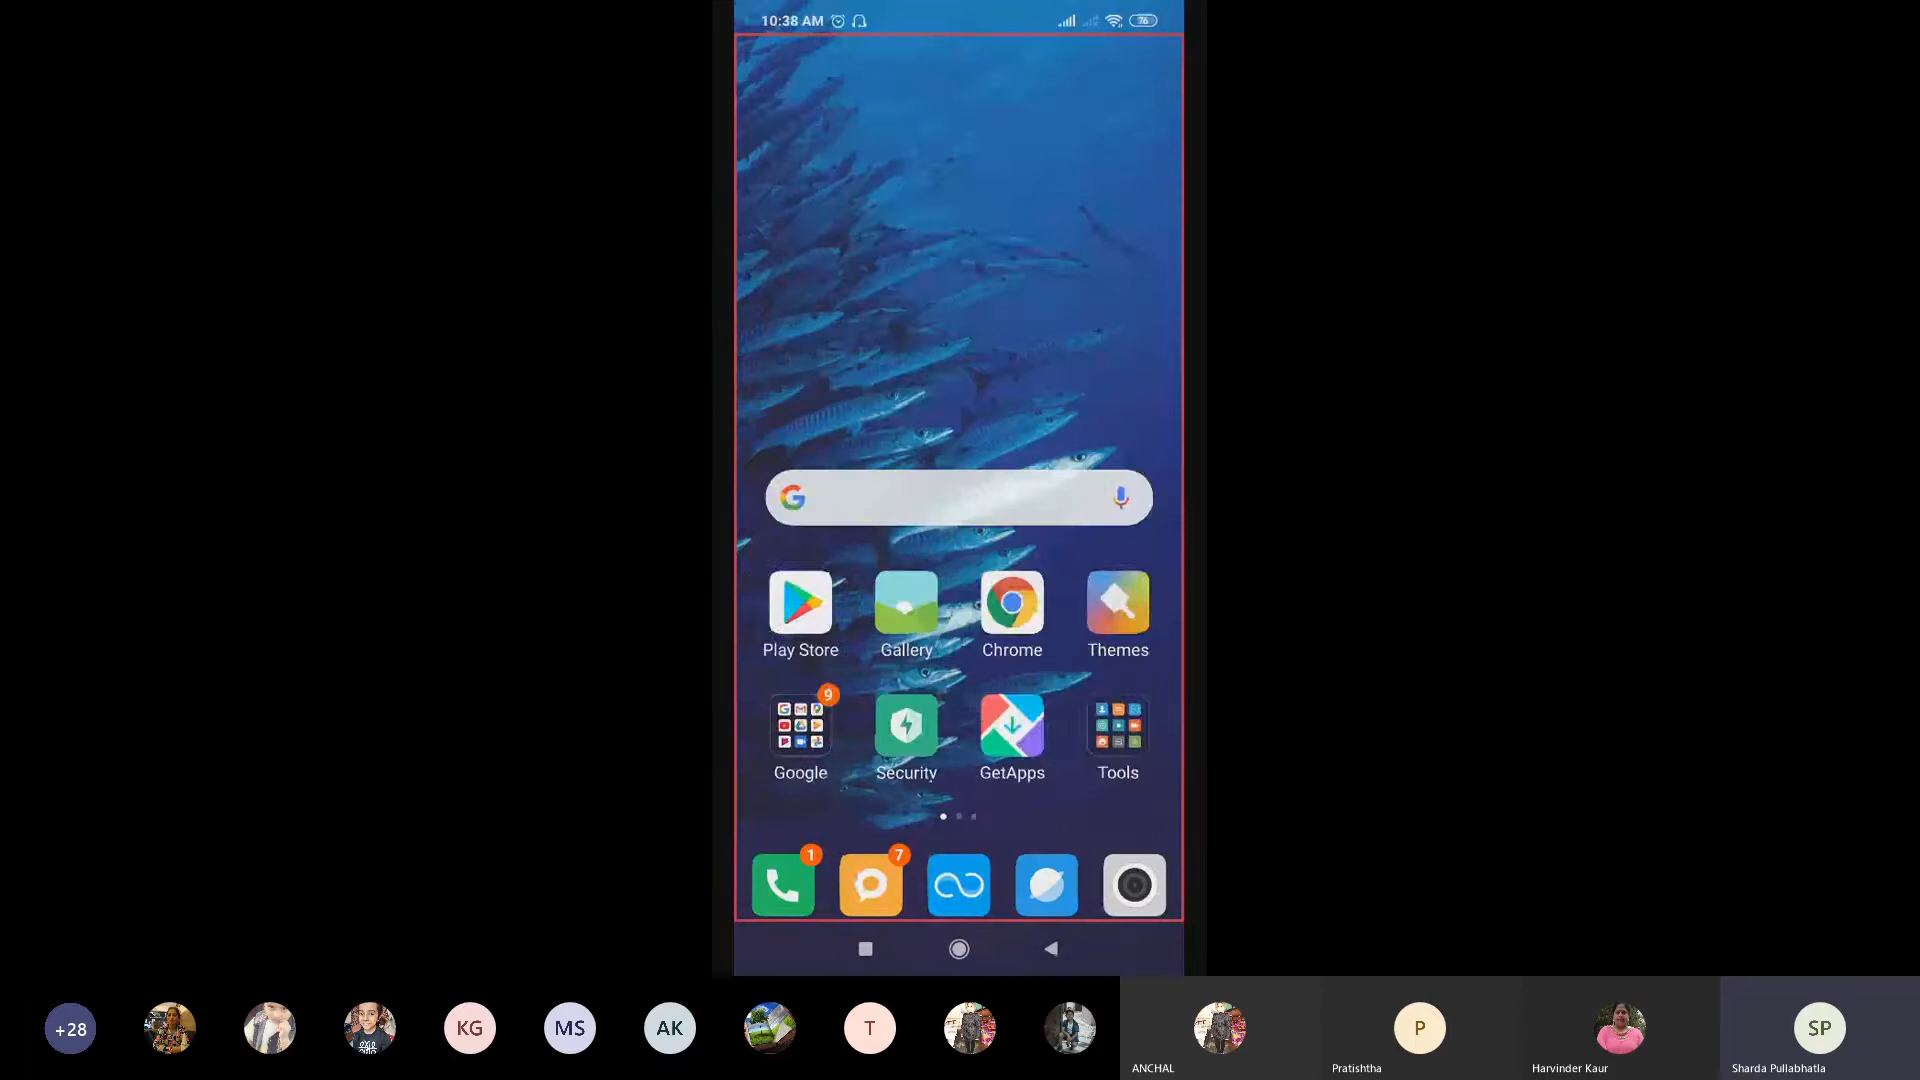 10:38 AM
76
Play Store
Gallery
Chrome
Themes
9
Google
Security
GetApps
Tools
1
7
+28
KG
MS
AK
T
P
SP
ANCHAL
Pratishtha
Harvinder Kaur
Sharda Pullabhatla